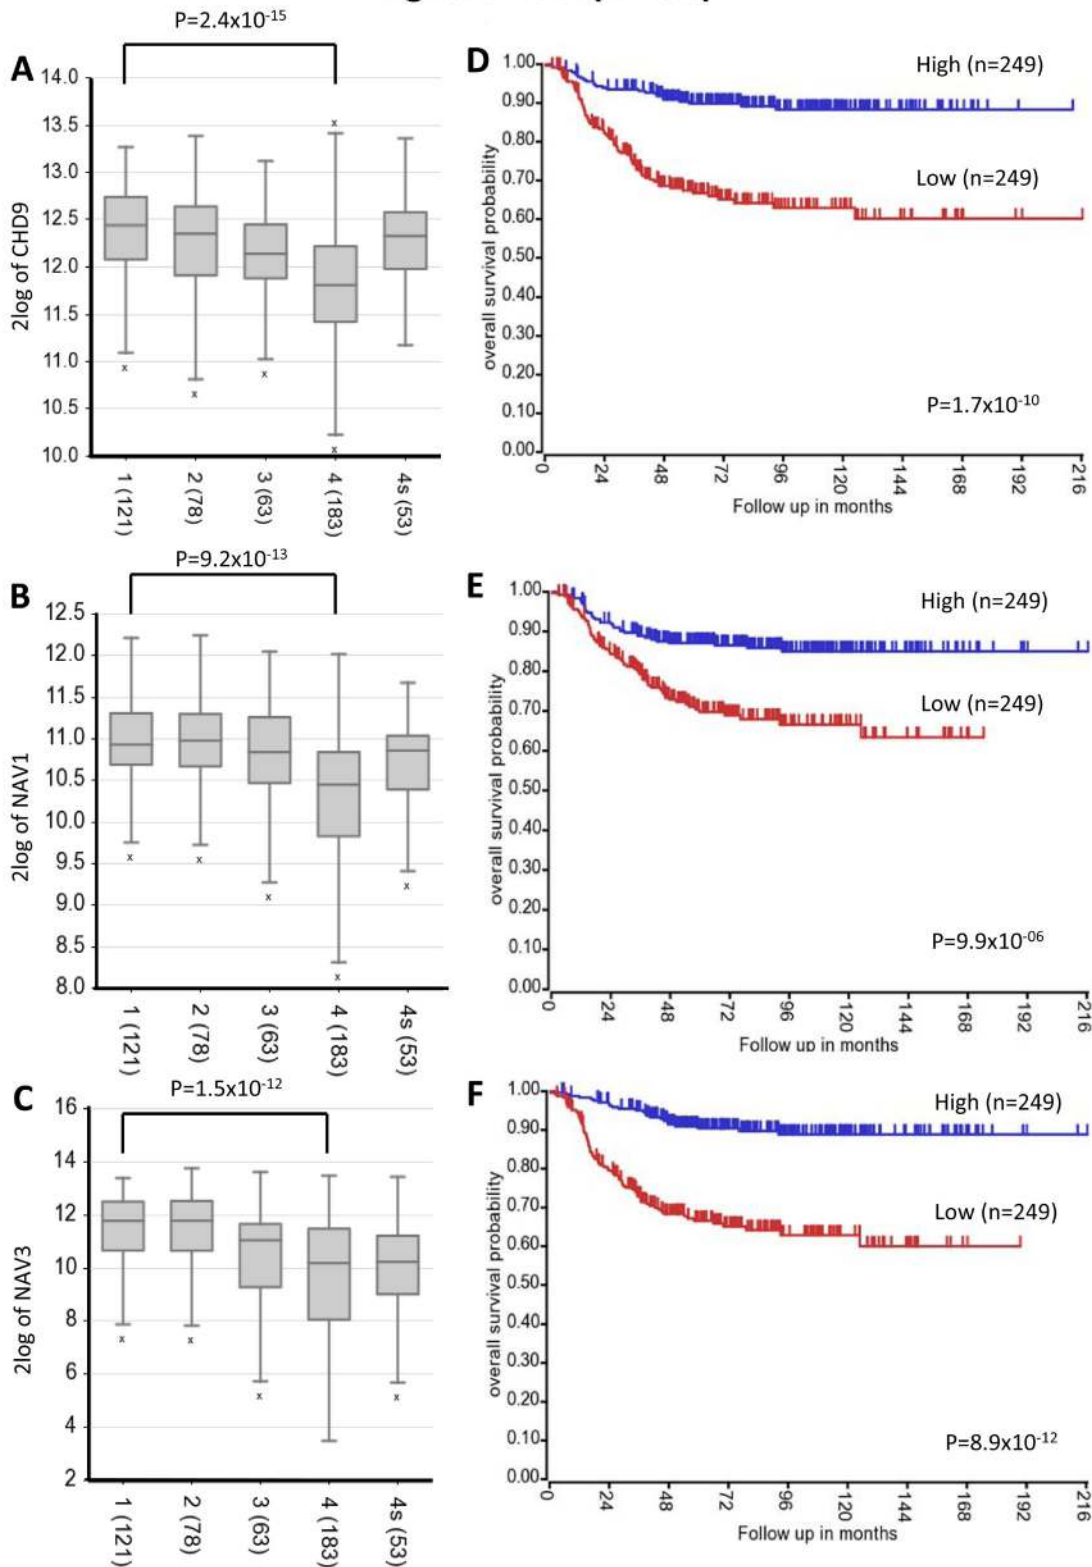 P=2.4x10-15
A
2log of CHD9
14.0
13.5
13.0
12.5
12.0
11.5
11.0
10.5
10.0
x
x
x
x
x
1 (121)
2 (78)
3 (63)
4 (183)
4s (53)
D
overall survival probability
1.00
0.90
0.80
0.70
0.60
0.50
0.40
0.30
0.20
0.10
0.00
High (n=249)
Low (n=249)
P=1.7x10-10
0
24
48
72
96
120
144
168
192
216
Follow up in months
P=9.2x10-13
B
2log of NAV1
12.5
12.0
11.5
11.0
10.5
10.0
9.5
9.0
8.5
8.0
x
x
x
x
x
1 (121)
2 (78)
3 (63)
4 (183)
4s (53)
E
overall survival probability
1.00
0.90
0.80
0.70
0.60
0.50
0.40
0.30
0.20
0.10
0.00
High (n=249)
Low (n=249)
P=9.9x10-06
0
24
48
72
96
120
144
168
192
216
Follow up in months
P=1.5x10-12
C
2log of NAV3
16
14
12
10
8
6
4
2
x
x
x
x
1 (121)
2 (78)
3 (63)
4 (183)
4s (53)
F
overall survival probability
1.00
0.90
0.80
0.70
0.60
0.50
0.40
0.30
0.20
0.10
0.00
High (n=249)
Low (n=249)
P=8.9x10-12
0
24
48
72
96
120
144
168
192
216
Follow up in months